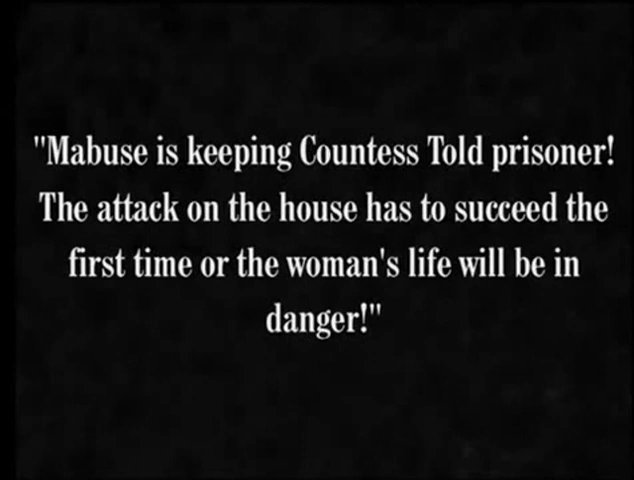 "Mabuse is keeping Countess Told prisoner!
The attack on the house has to succeed the
first time or the woman's life will be in
danger!"